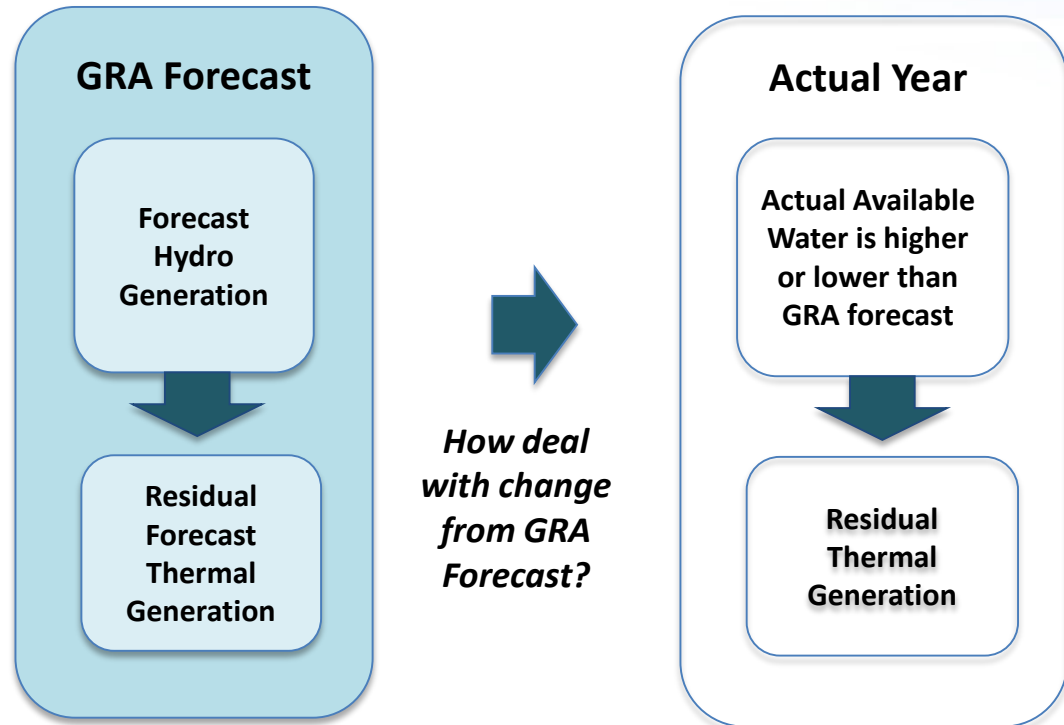 GRA Forecast
Forecast
Hydro
Generation
Residual
Forecast
Thermal
Generation
How deal
with change
from GRA
Forecast?
Actual Year
Actual Available
Water is higher
or lower than
GRA forecast
Residual
Thermal
Generation